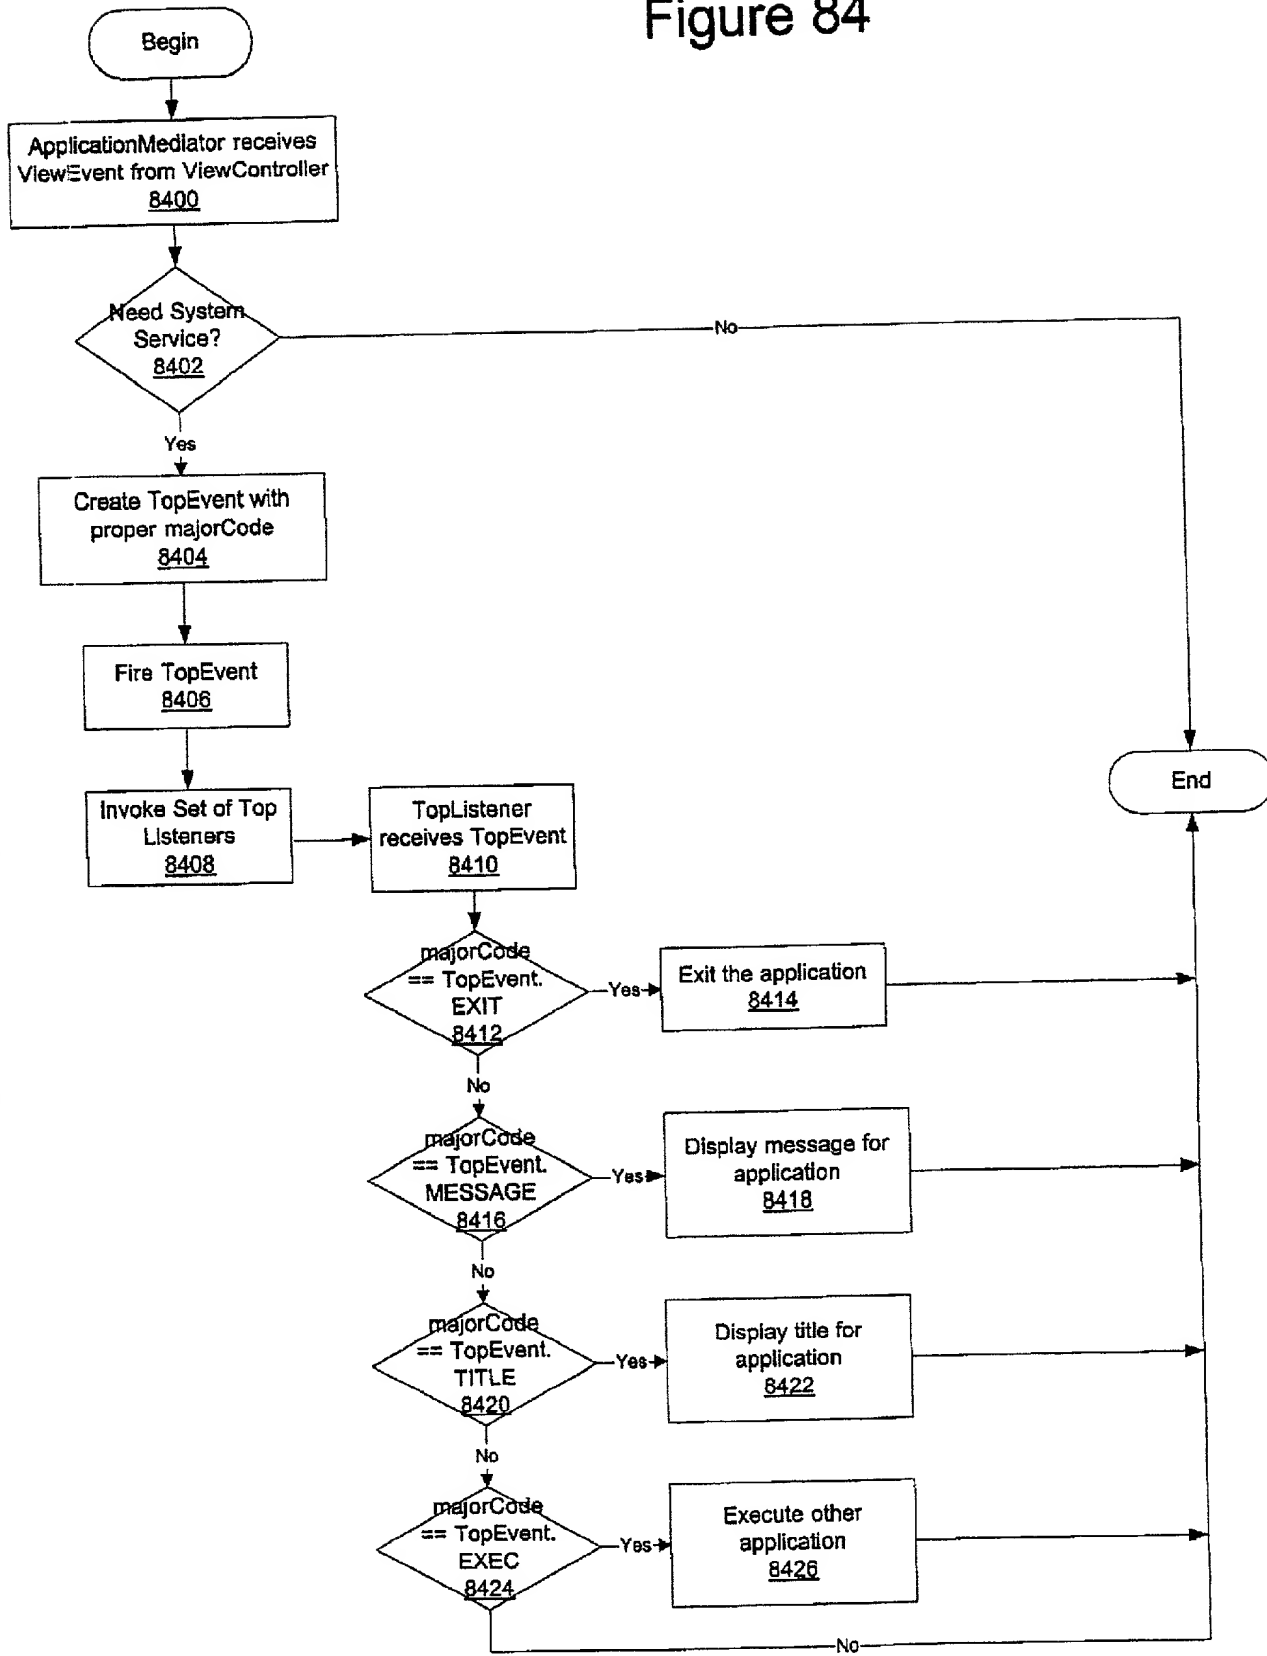 Figure 84
Begin
ApplicationMediator receives
ViewEvent from ViewController
8400
Need System
Service?
8402
No
Yes
Create TopEvent with
proper majorCode
8404
Fire TopEvent
8406
Invoke Set of Top
Listeners
8408
TopListener
receives TopEvent
8410
End
majorCode
== TopEvent.
EXIT
8412
Yes
Exit the application
8414
No
majorCode
== TopEvent.
MESSAGE
8416
Yes
Display message for
application
8418
No
majorCode
== TopEvent.
TITLE
8420
Yes
Display title for
application
8422
No
majorCode
== TopEvent.
EXEC
8424
Yes
Execute other
application
8426
No